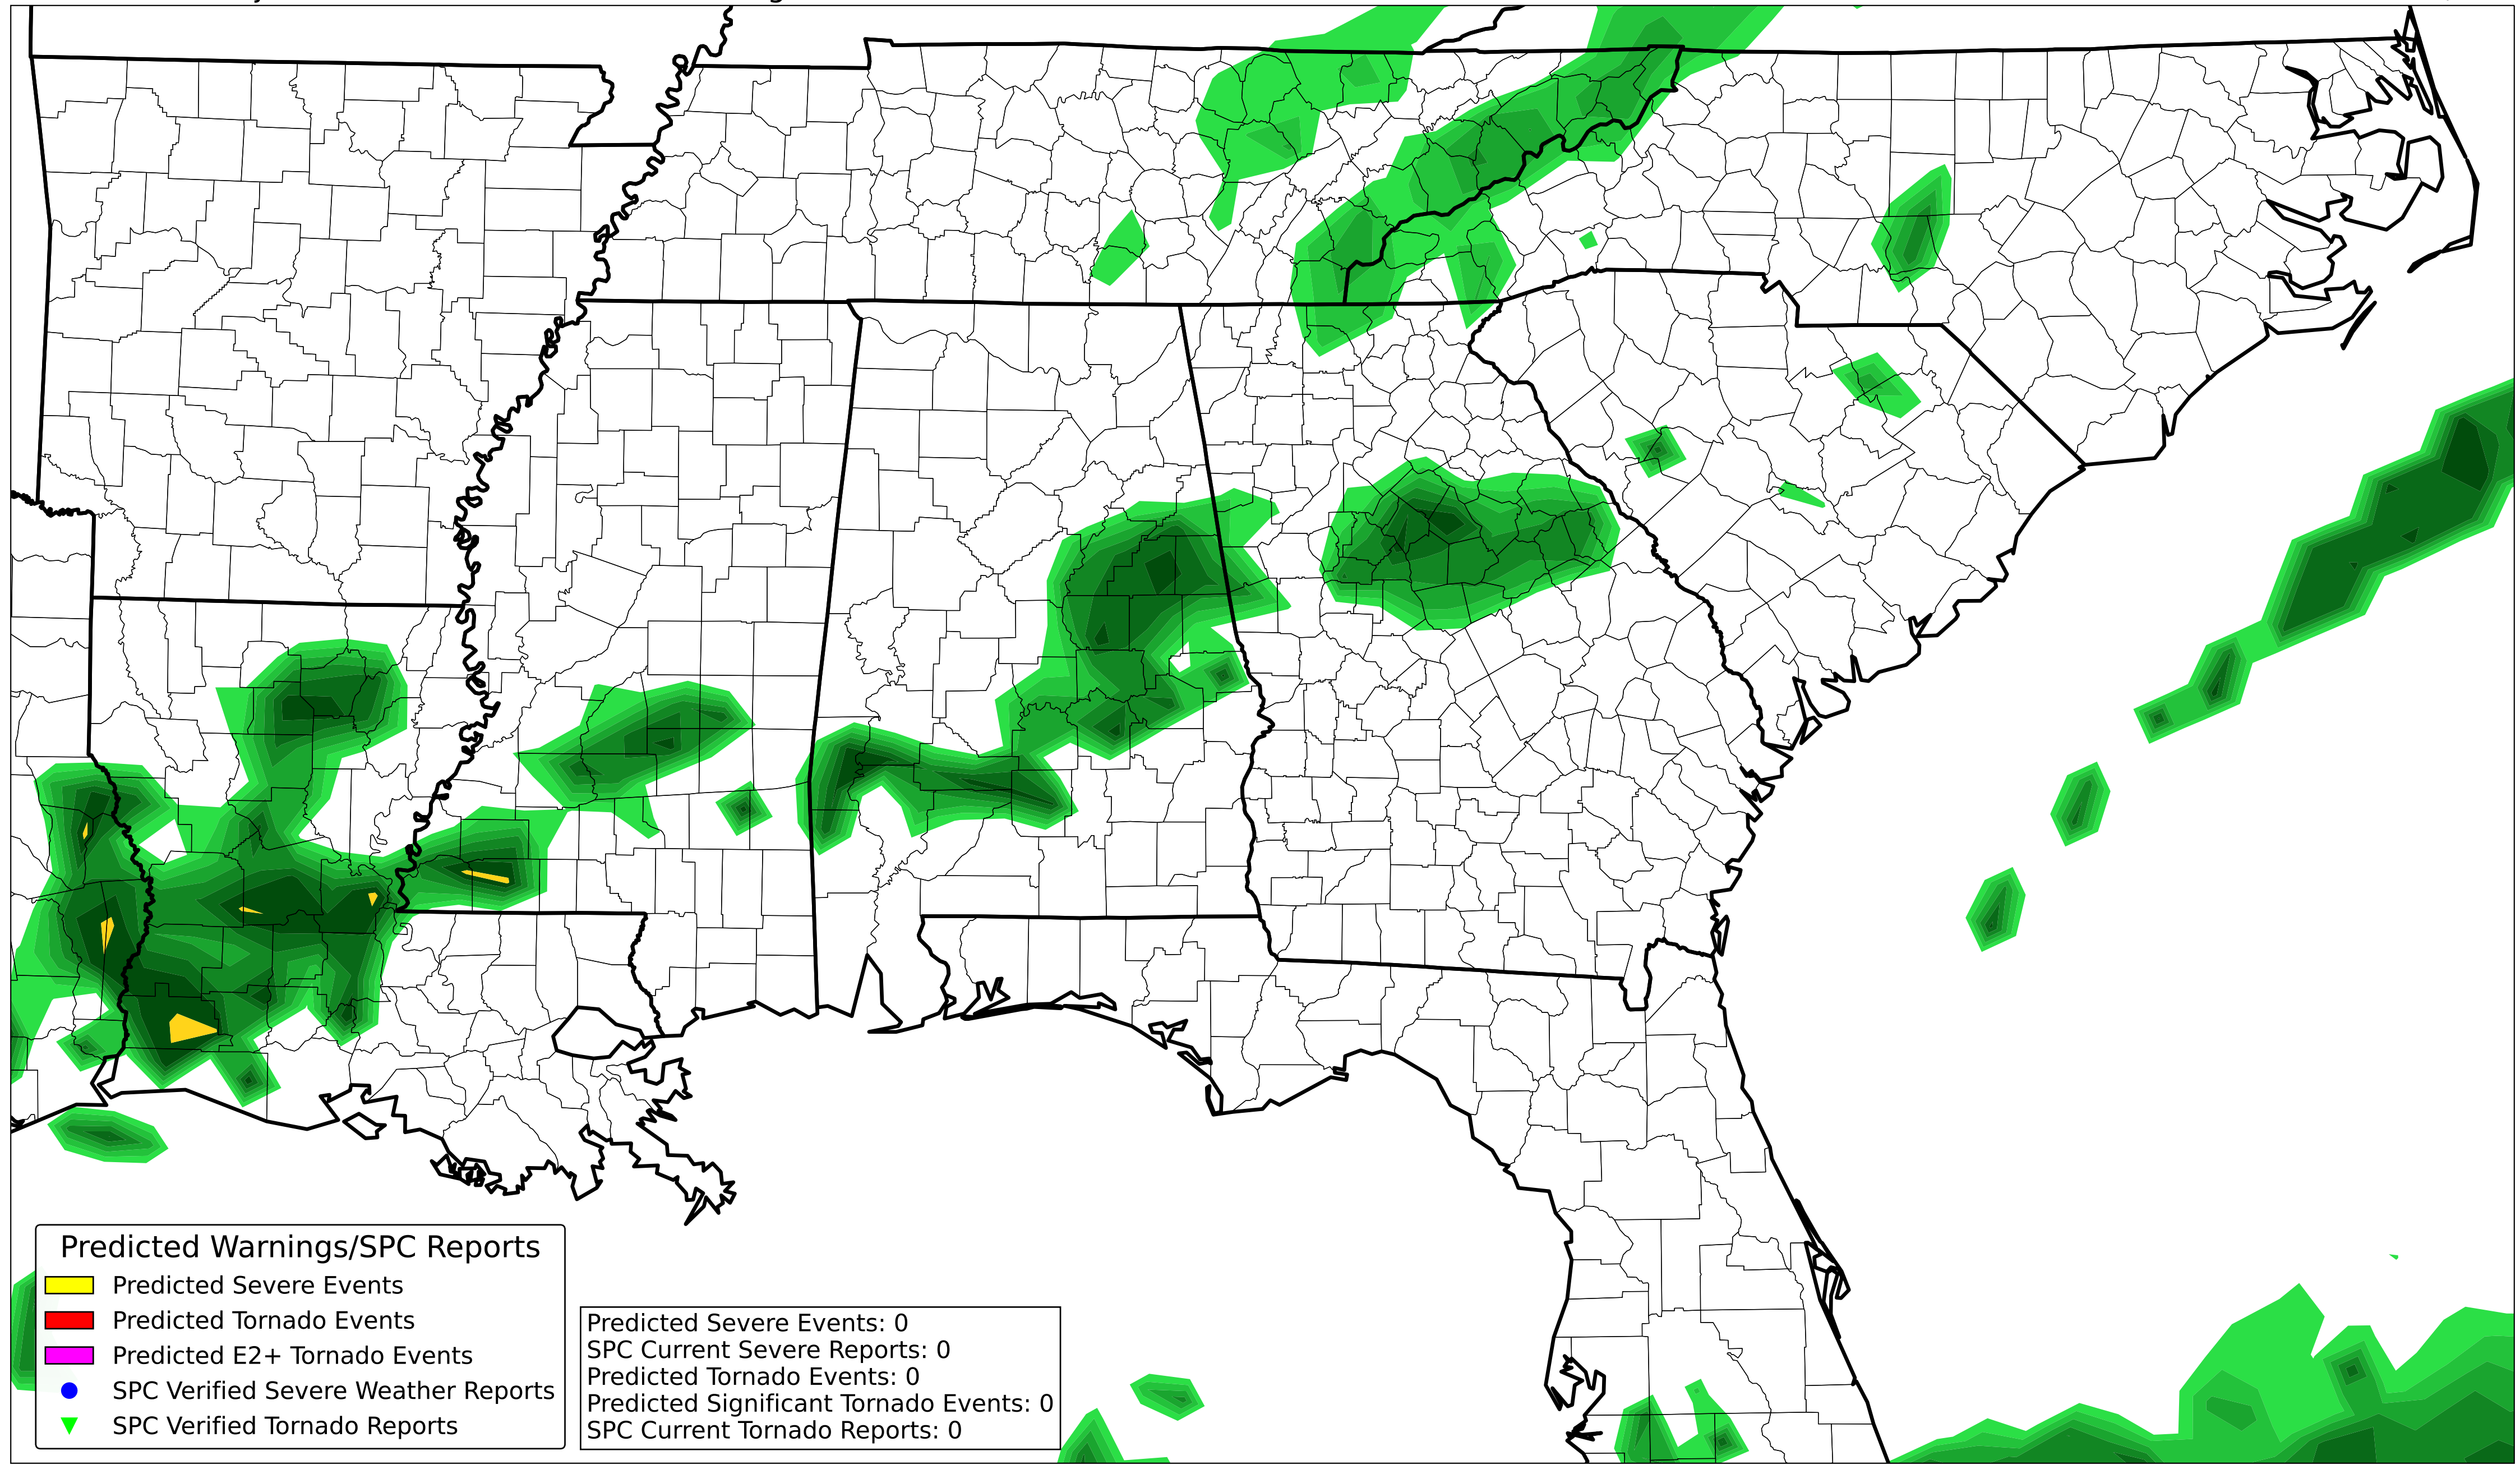 Predicted Warnings/SPC Reports
Predicted Severe Events
Predicted Tornado Events
Predicted E2+ Tornado Events
SPC Verified Severe Weather Reports
SPC Verified Tornado Reports
Predicted Severe Events: 0
SPC Current Severe Reports: 0
Predicted Tornado Events: 0
Predicted Significant Tornado Events: 0
SPC Current Tornado Reports: 0